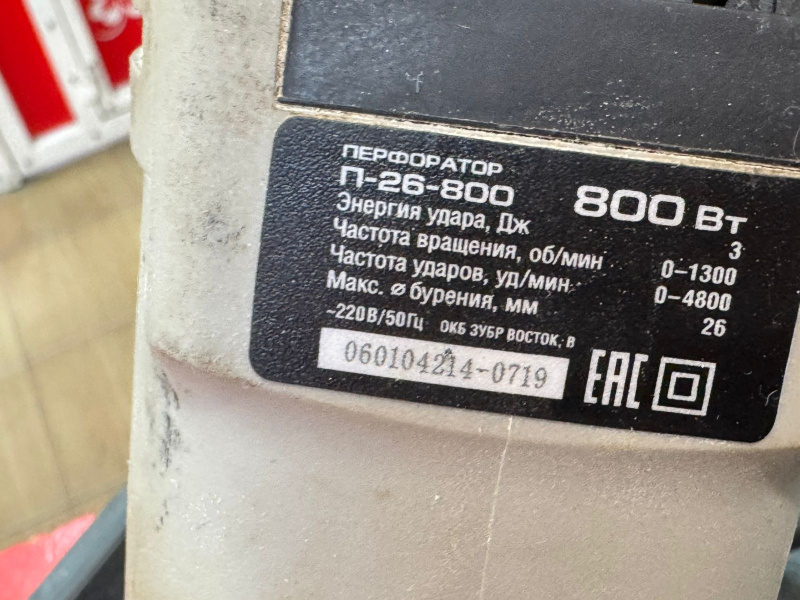 ПЕРФОРАТОР
П-26-800 800 Вт
Энергия удара, Дж 3
Частота вращения, об/мин 0-1300
Частота ударов, уд/мин 0-4800
Макс. ø бурения, мм 26
~220В/50Гц ОКБ ЗУБР ВОСТОК, В
060104214-0719
EAC